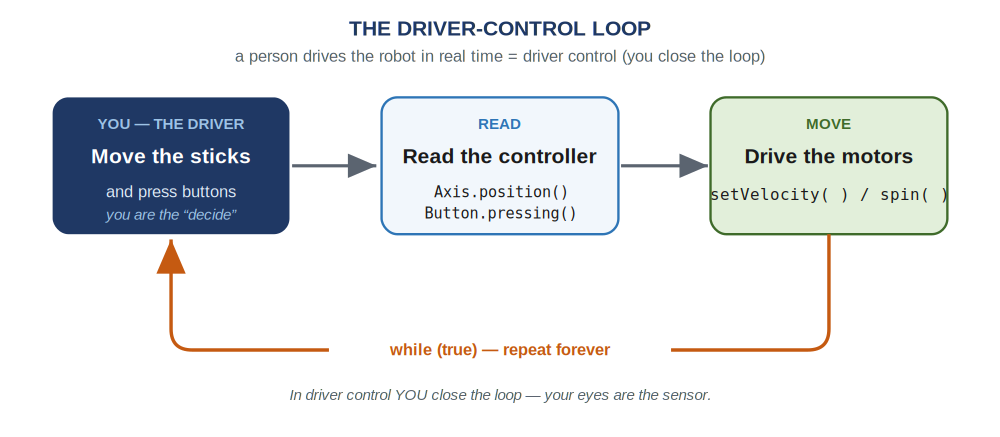 THE DRIVER-CONTROL LOOP
a person drives the robot in real time = driver control (you close the loop)
YOU — THE DRIVER
Move the sticks
and press buttons
you are the “decide”
READ
Read the controller
Axis.position()
Button.pressing()
MOVE
Drive the motors
setVelocity( ) / spin( )
while (true) — repeat forever
In driver control YOU close the loop — your eyes are the sensor.